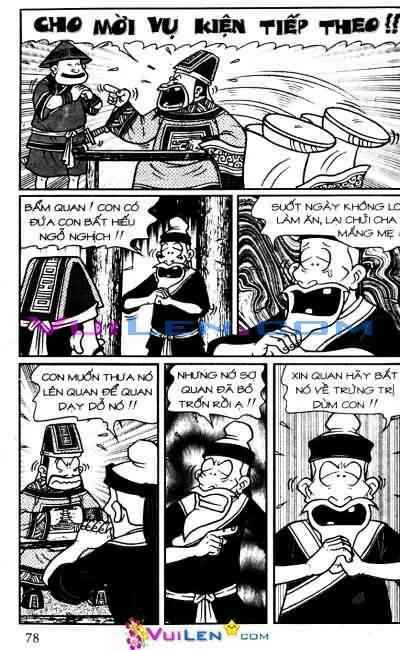 CHO MỜI VỤ KIỆN TIẾP THEO!!
BẨM QUAN! CON CÓ
ĐỨA CON BẤT HIẾU
NGỖ NGHỊCH!!
SUỐT NGÀY KHÔNG LO
LÀM ĂN, LẠI CHỬI CHA
MẮNG MẸ
VuiLen.com
CON MUỐN THƯA NÓ
LÊN QUAN ĐỂ QUAN
DẠY DỖ NÓ!!
NHƯNG NÓ SỢ
QUAN ĐÃ BỎ
TRỐN RỒI Ạ!!
XIN QUAN HÃY BẮT
NÓ VỀ TRỪNG TRỊ
DÙM CON!!
78
VuiLen.com